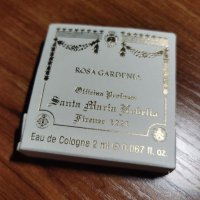 ROSA GARDENIA
Officina Profumo
Santa Maria Novella
Firenze 1221
Eau de Cologne 2 ml ℮ 0.067 fl. oz.